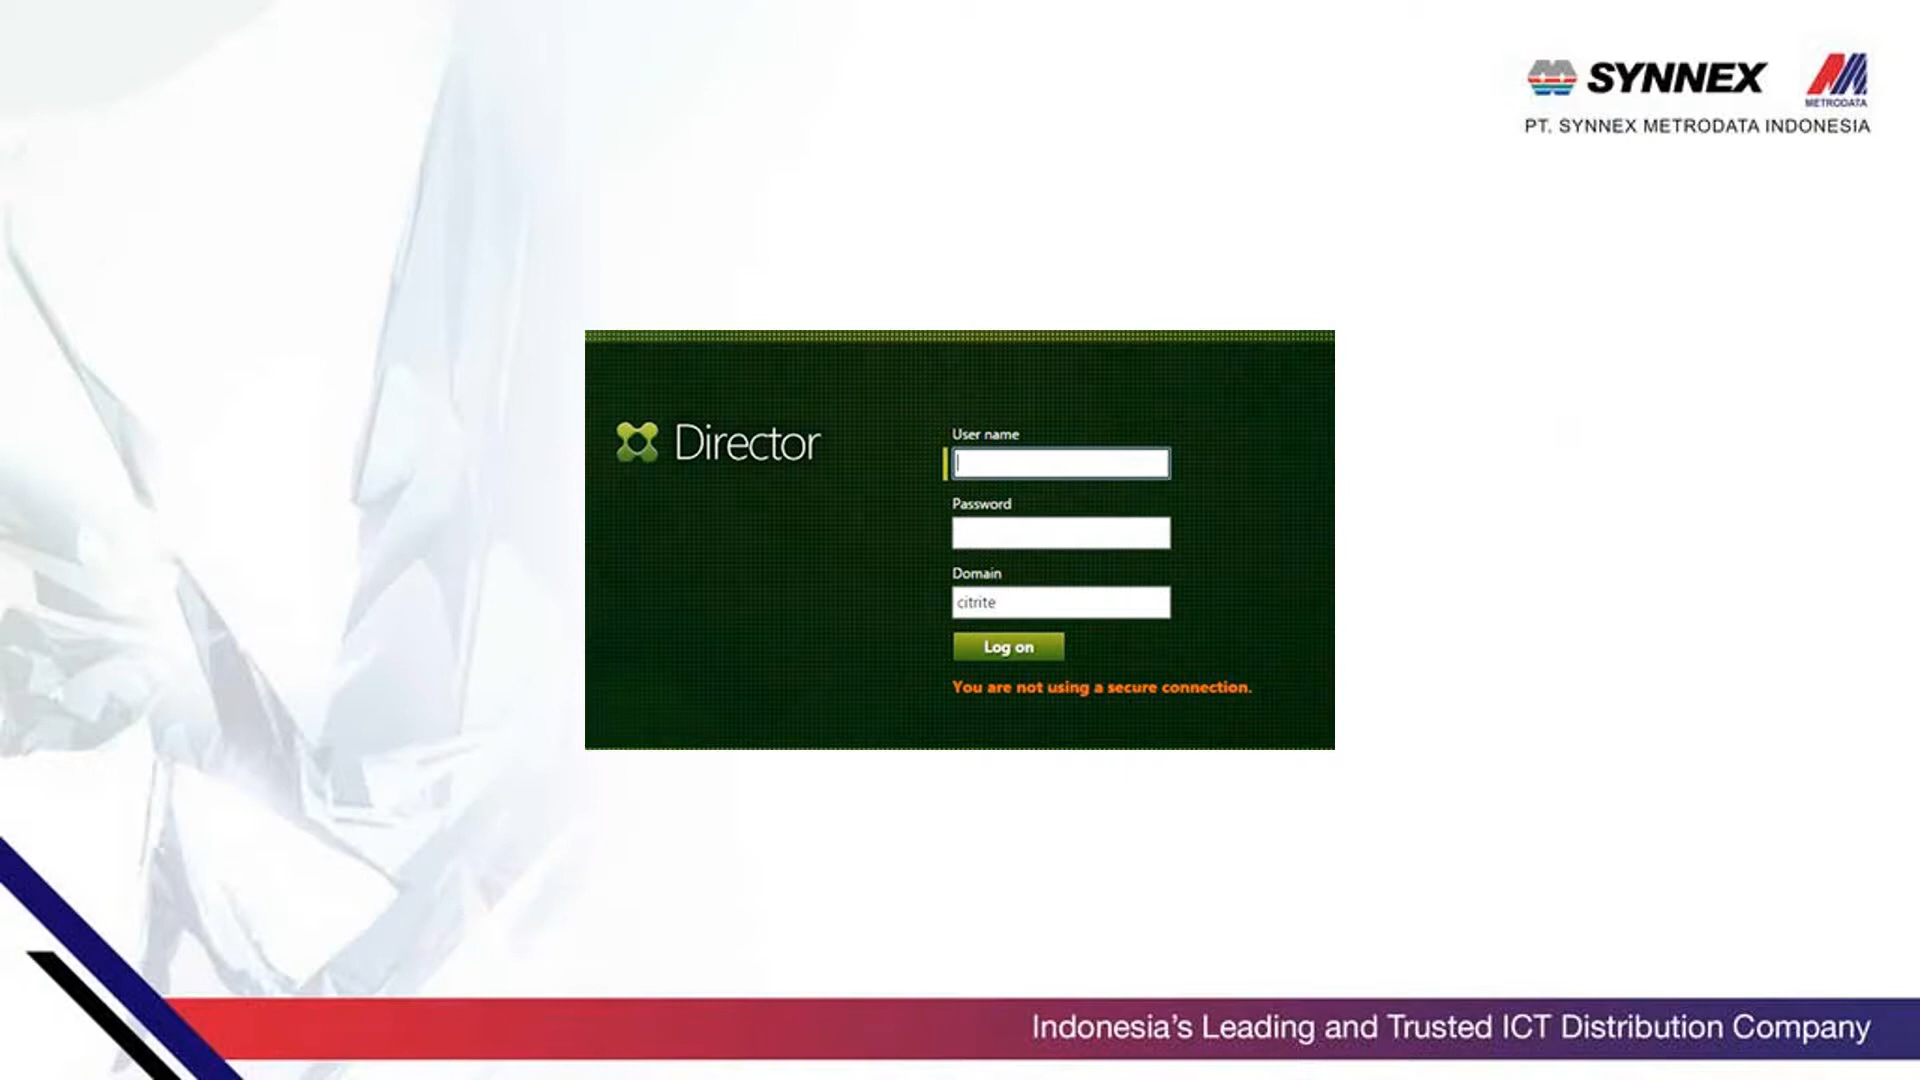 SYNNEX
METRODATA
PT. SYNNEX METRODATA INDONESIA
Director
User name
Password
Domain
citrite
Log on
You are not using a secure connection.
Indonesia's Leading and Trusted ICT Distribution Company